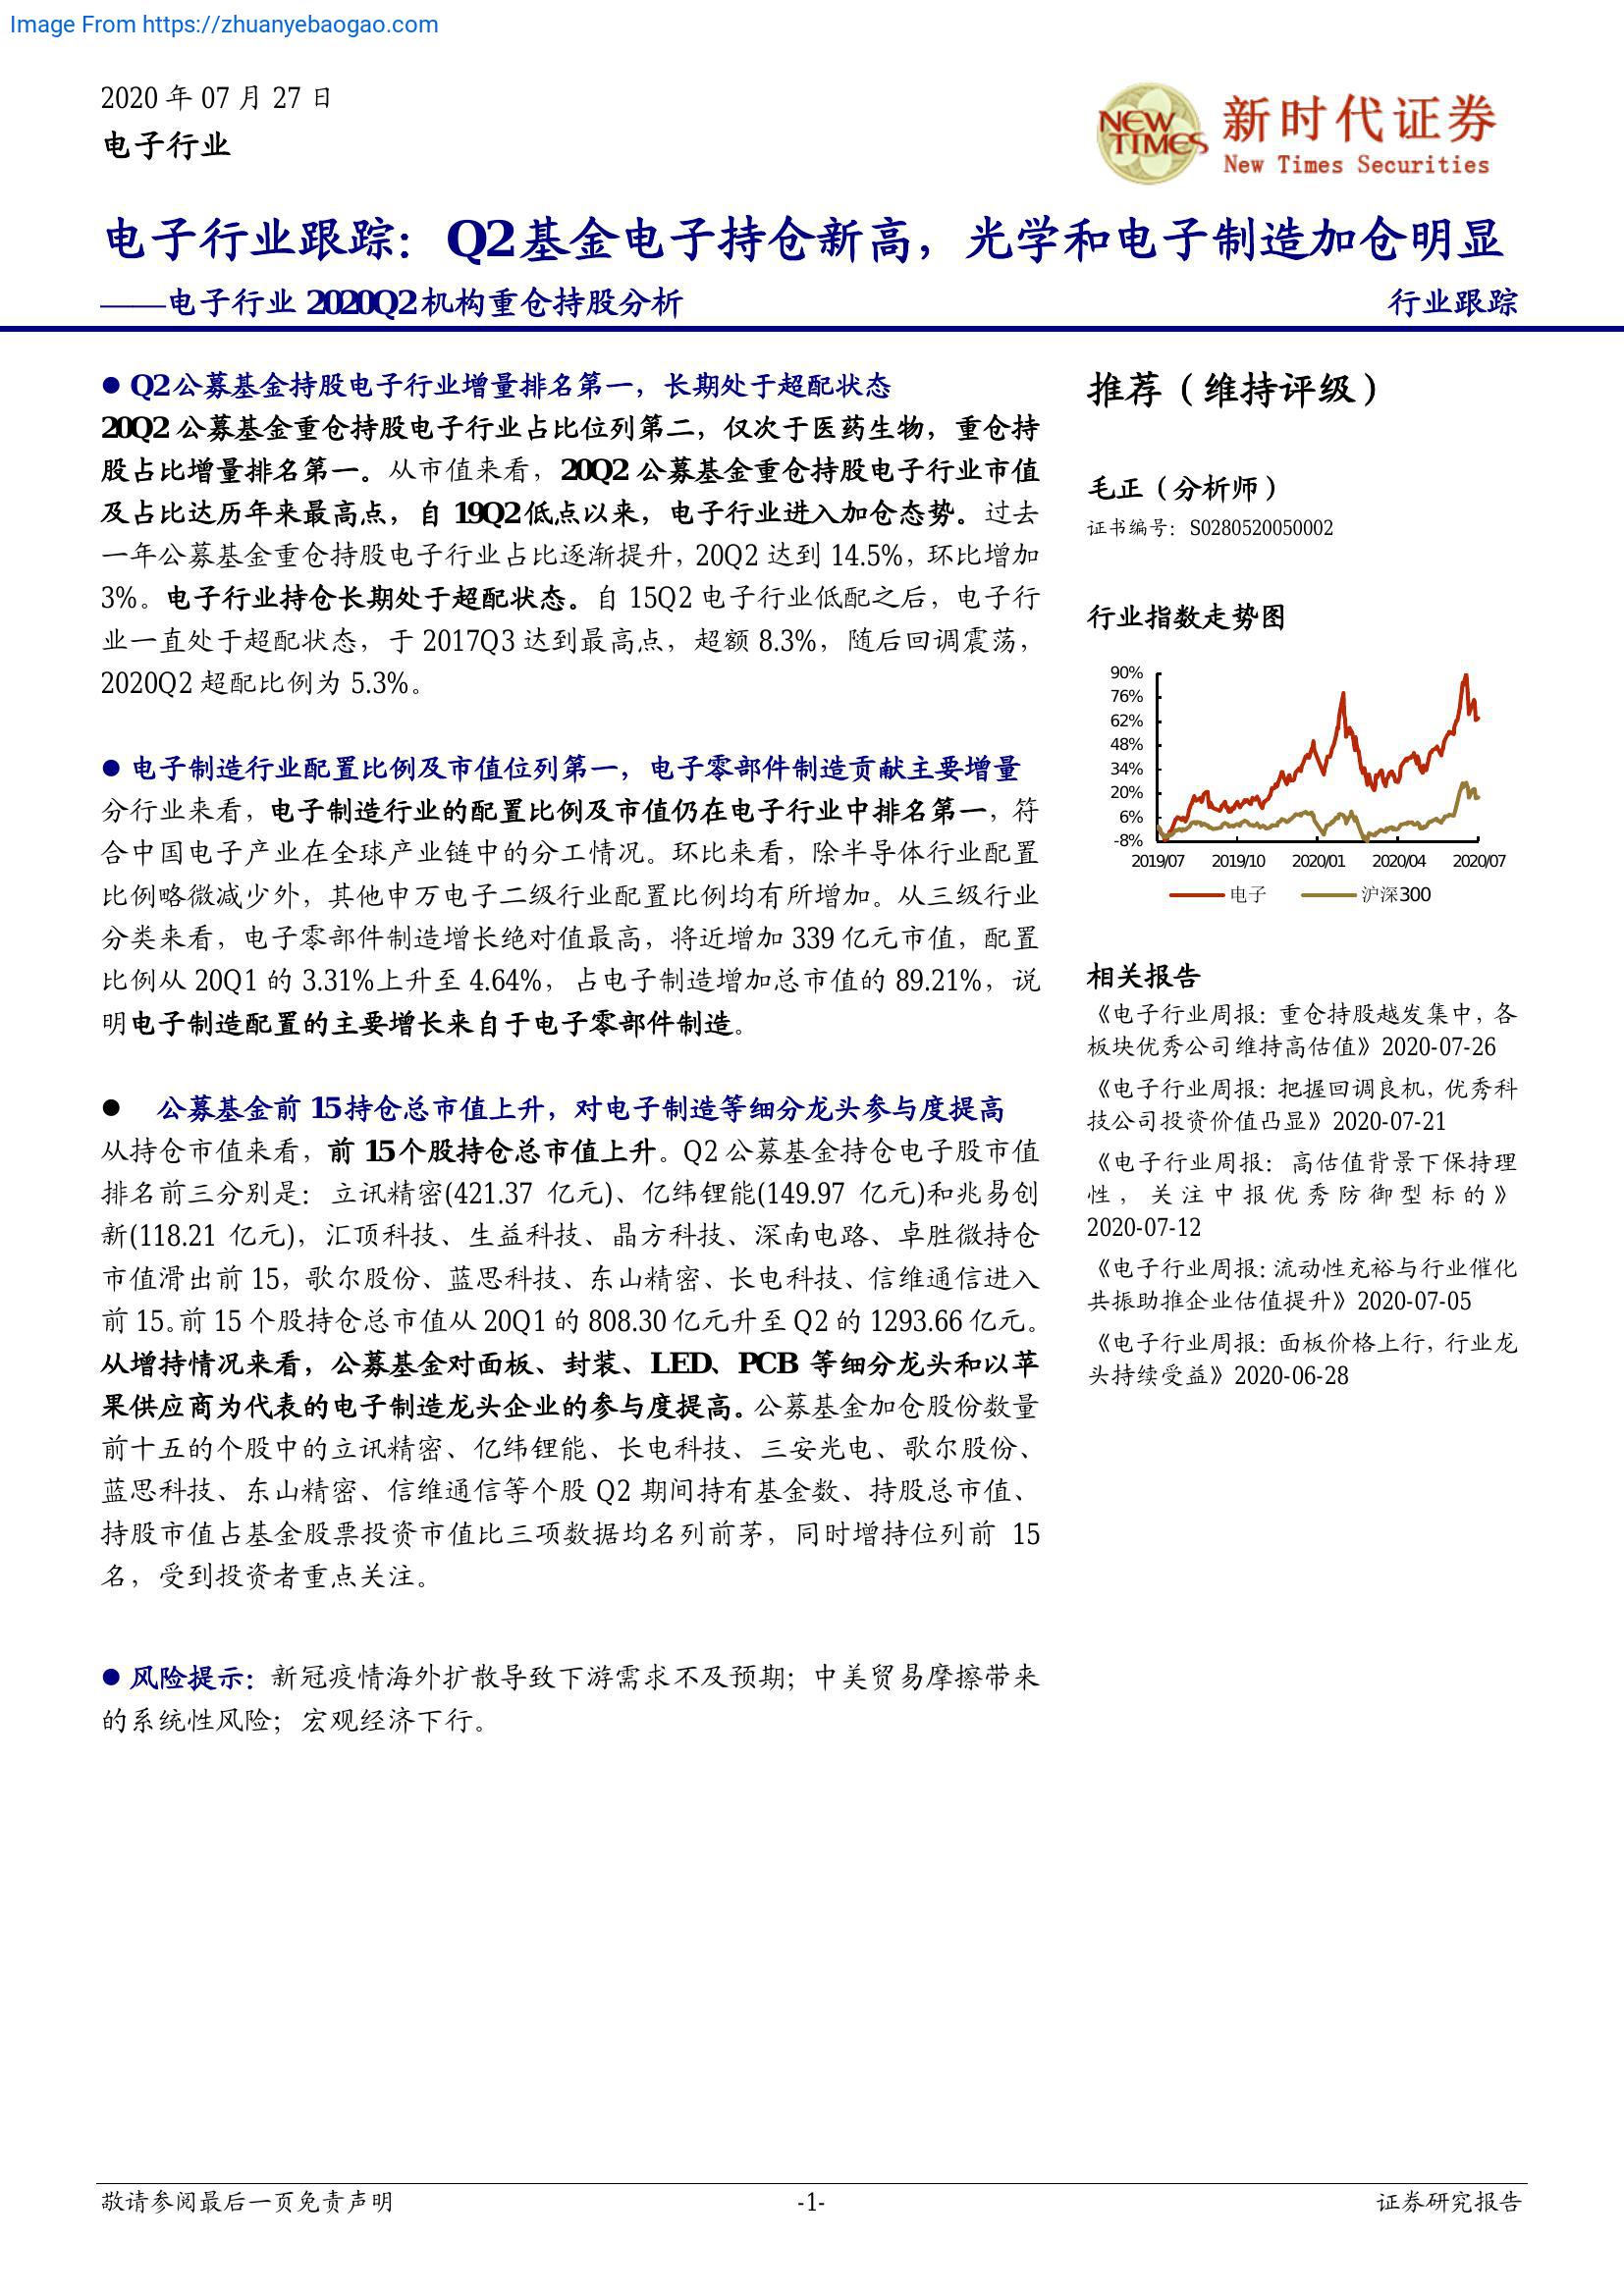 Image From https://zhuanyebaogao.com
2020 年 07 月 27 日
电子行业
NEW TIMES
新时代证券
New Times Securities
电子行业跟踪：Q2基金电子持仓新高，光学和电子制造加仓明显
——电子行业 2020Q2机构重仓持股分析
行业跟踪
● Q2公募基金持股电子行业增量排名第一，长期处于超配状态
20Q2 公募基金重仓持股电子行业占比位列第二，仅次于医药生物，重仓持
股占比增量排名第一。从市值来看，20Q2 公募基金重仓持股电子行业市值
及占比达历年来最高点，自 19Q2低点以来，电子行业进入加仓态势。过去
一年公募基金重仓持股电子行业占比逐渐提升，20Q2 达到 14.5%，环比增加
3%。电子行业持仓长期处于超配状态。自 15Q2 电子行业低配之后，电子行
业一直处于超配状态，于 2017Q3 达到最高点，超额 8.3%，随后回调震荡，
2020Q2 超配比例为 5.3%。
● 电子制造行业配置比例及市值位列第一，电子零部件制造贡献主要增量
分行业来看，电子制造行业的配置比例及市值仍在电子行业中排名第一，符
合中国电子产业在全球产业链中的分工情况。环比来看，除半导体行业配置
比例略微减少外，其他申万电子二级行业配置比例均有所增加。从三级行业
分类来看，电子零部件制造增长绝对值最高，将近增加 339 亿元市值，配置
比例从 20Q1 的 3.31%上升至 4.64%，占电子制造增加总市值的 89.21%，说
明电子制造配置的主要增长来自于电子零部件制造。
● 公募基金前 15持仓总市值上升，对电子制造等细分龙头参与度提高
从持仓市值来看，前 15个股持仓总市值上升。Q2 公募基金持仓电子股市值
排名前三分别是：立讯精密(421.37 亿元)、亿纬锂能(149.97 亿元)和兆易创
新(118.21 亿元)，汇顶科技、生益科技、晶方科技、深南电路、卓胜微持仓
市值滑出前 15，歌尔股份、蓝思科技、东山精密、长电科技、信维通信进入
前 15。前 15 个股持仓总市值从 20Q1 的 808.30 亿元升至 Q2 的 1293.66 亿元。
从增持情况来看，公募基金对面板、封装、LED、PCB 等细分龙头和以苹
果供应商为代表的电子制造龙头企业的参与度提高。公募基金加仓股份数量
前十五的个股中的立讯精密、亿纬锂能、长电科技、三安光电、歌尔股份、
蓝思科技、东山精密、信维通信等个股 Q2 期间持有基金数、持股总市值、
持股市值占基金股票投资市值比三项数据均名列前茅，同时增持位列前 15
名，受到投资者重点关注。
● 风险提示：新冠疫情海外扩散导致下游需求不及预期；中美贸易摩擦带来
的系统性风险；宏观经济下行。
推荐（维持评级）
毛正（分析师）
证书编号：S0280520050002
行业指数走势图
90%
76%
62%
48%
34%
20%
6%
-8%
2019/07 2019/10 2020/01 2020/04 2020/07
电子 沪深300
相关报告
《电子行业周报：重仓持股越发集中，各
板块优秀公司维持高估值》2020-07-26
《电子行业周报：把握回调良机，优秀科
技公司投资价值凸显》2020-07-21
《电子行业周报：高估值背景下保持理
性，关注中报优秀防御型标的》
2020-07-12
《电子行业周报：流动性充裕与行业催化
共振助推企业估值提升》2020-07-05
《电子行业周报：面板价格上行，行业龙
头持续受益》2020-06-28
敬请参阅最后一页免责声明
-1-
证券研究报告